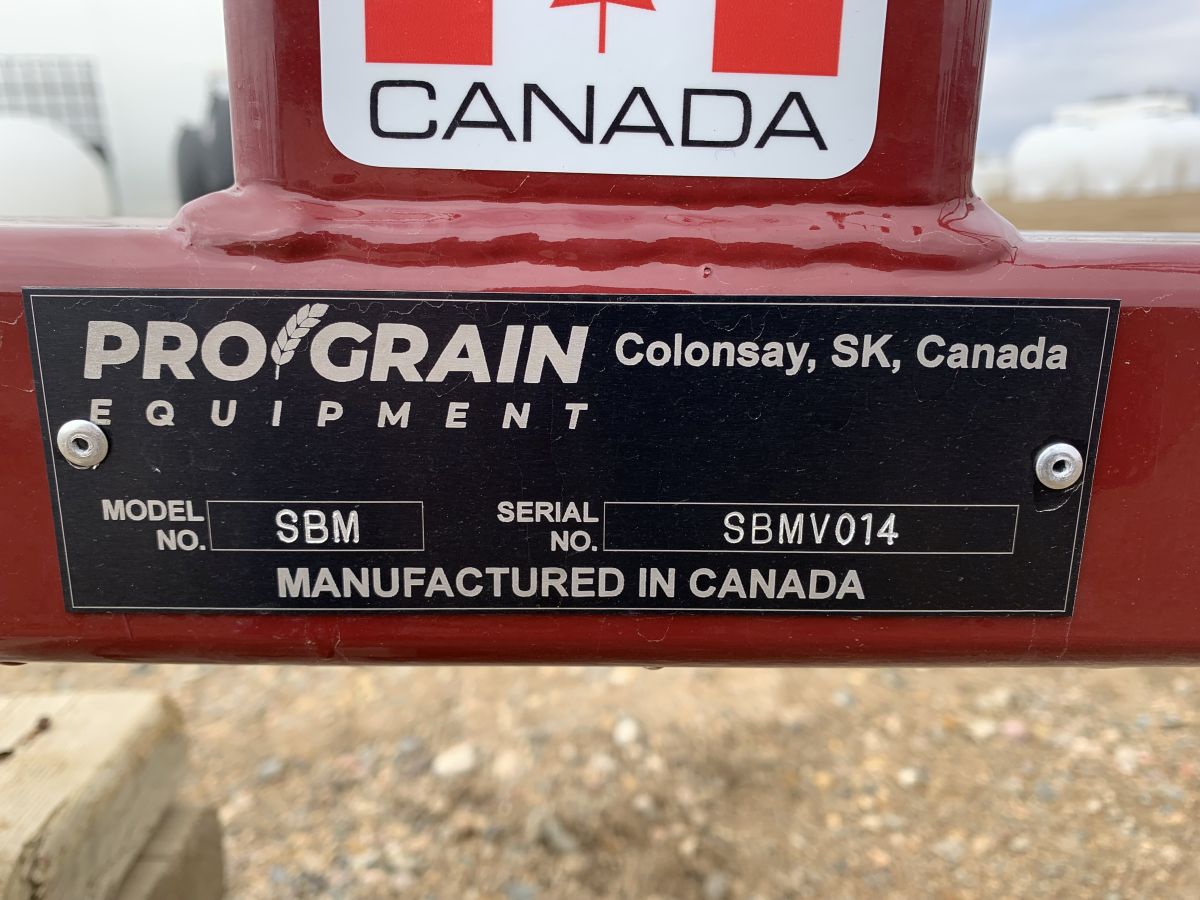 CANADA
PRO GRAIN
EQUIPMENT
Colonsay, SK, Canada
MODEL NO. SBM
SERIAL NO. SBMV014
MANUFACTURED IN CANADA